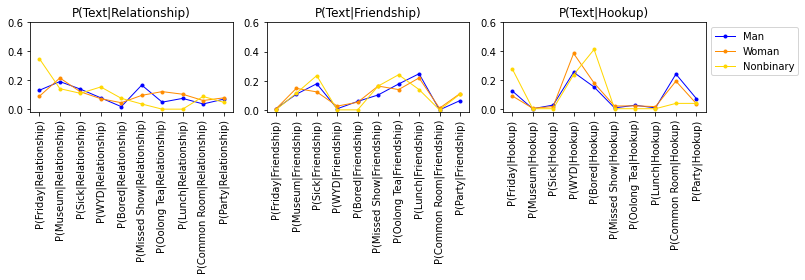 P(Text|Relationship)
0.6
0.4
0.2
0.0
P(Friday|Relationship)
P(Museum|Relationship)
P(Sick|Relationship)
P(WYD|Relationship)
P(Bored|Relationship)
P(Missed Show|Relationship)
P(Oolong Tea|Relationship)
P(Lunch|Relationship)
P(Common Room|Relationship)
P(Party|Relationship)
P(Text|Friendship)
0.6
0.4
0.2
0.0
P(Friday|Friendship)
P(Museum|Friendship)
P(Sick|Friendship)
P(WYD|Friendship)
P(Bored|Friendship)
P(Missed Show|Friendship)
P(Oolong Tea|Friendship)
P(Lunch|Friendship)
P(Common Room|Friendship)
P(Party|Friendship)
P(Text|Hookup)
0.6
0.4
0.2
0.0
P(Friday|Hookup)
P(Museum|Hookup)
P(Sick|Hookup)
P(WYD|Hookup)
P(Bored|Hookup)
P(Missed Show|Hookup)
P(Oolong Tea|Hookup)
P(Lunch|Hookup)
P(Common Room|Hookup)
P(Party|Hookup)
Man
Woman
Nonbinary